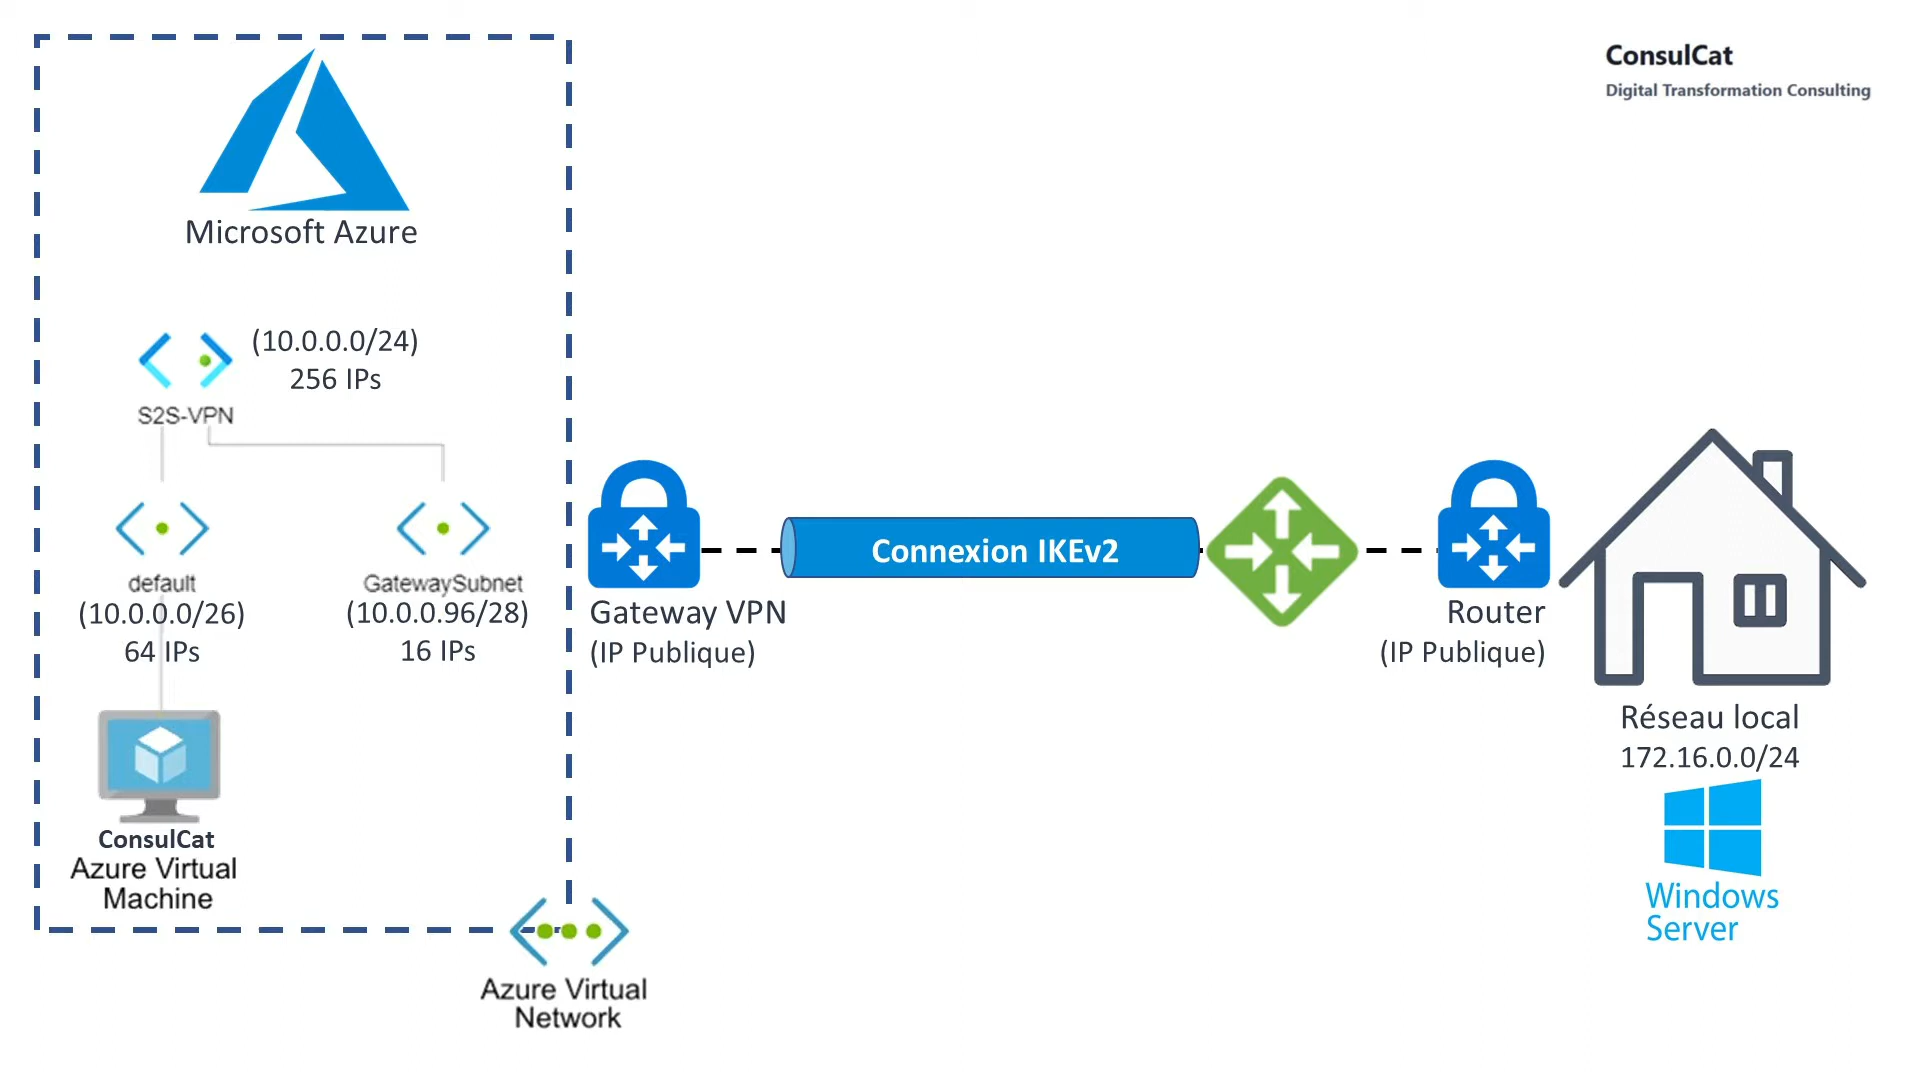 ConsulCat
Digital Transformation Consulting
Microsoft Azure
(10.0.0.0/24)
256 IPs
S2S-VPN
default
(10.0.0.0/26)
64 IPs
GatewaySubnet
(10.0.0.96/28)
16 IPs
ConsulCat
Azure Virtual
Machine
Azure Virtual
Network
Gateway VPN
(IP Publique)
Connexion IKEv2
Router
(IP Publique)
Réseau local
172.16.0.0/24
Windows
Server